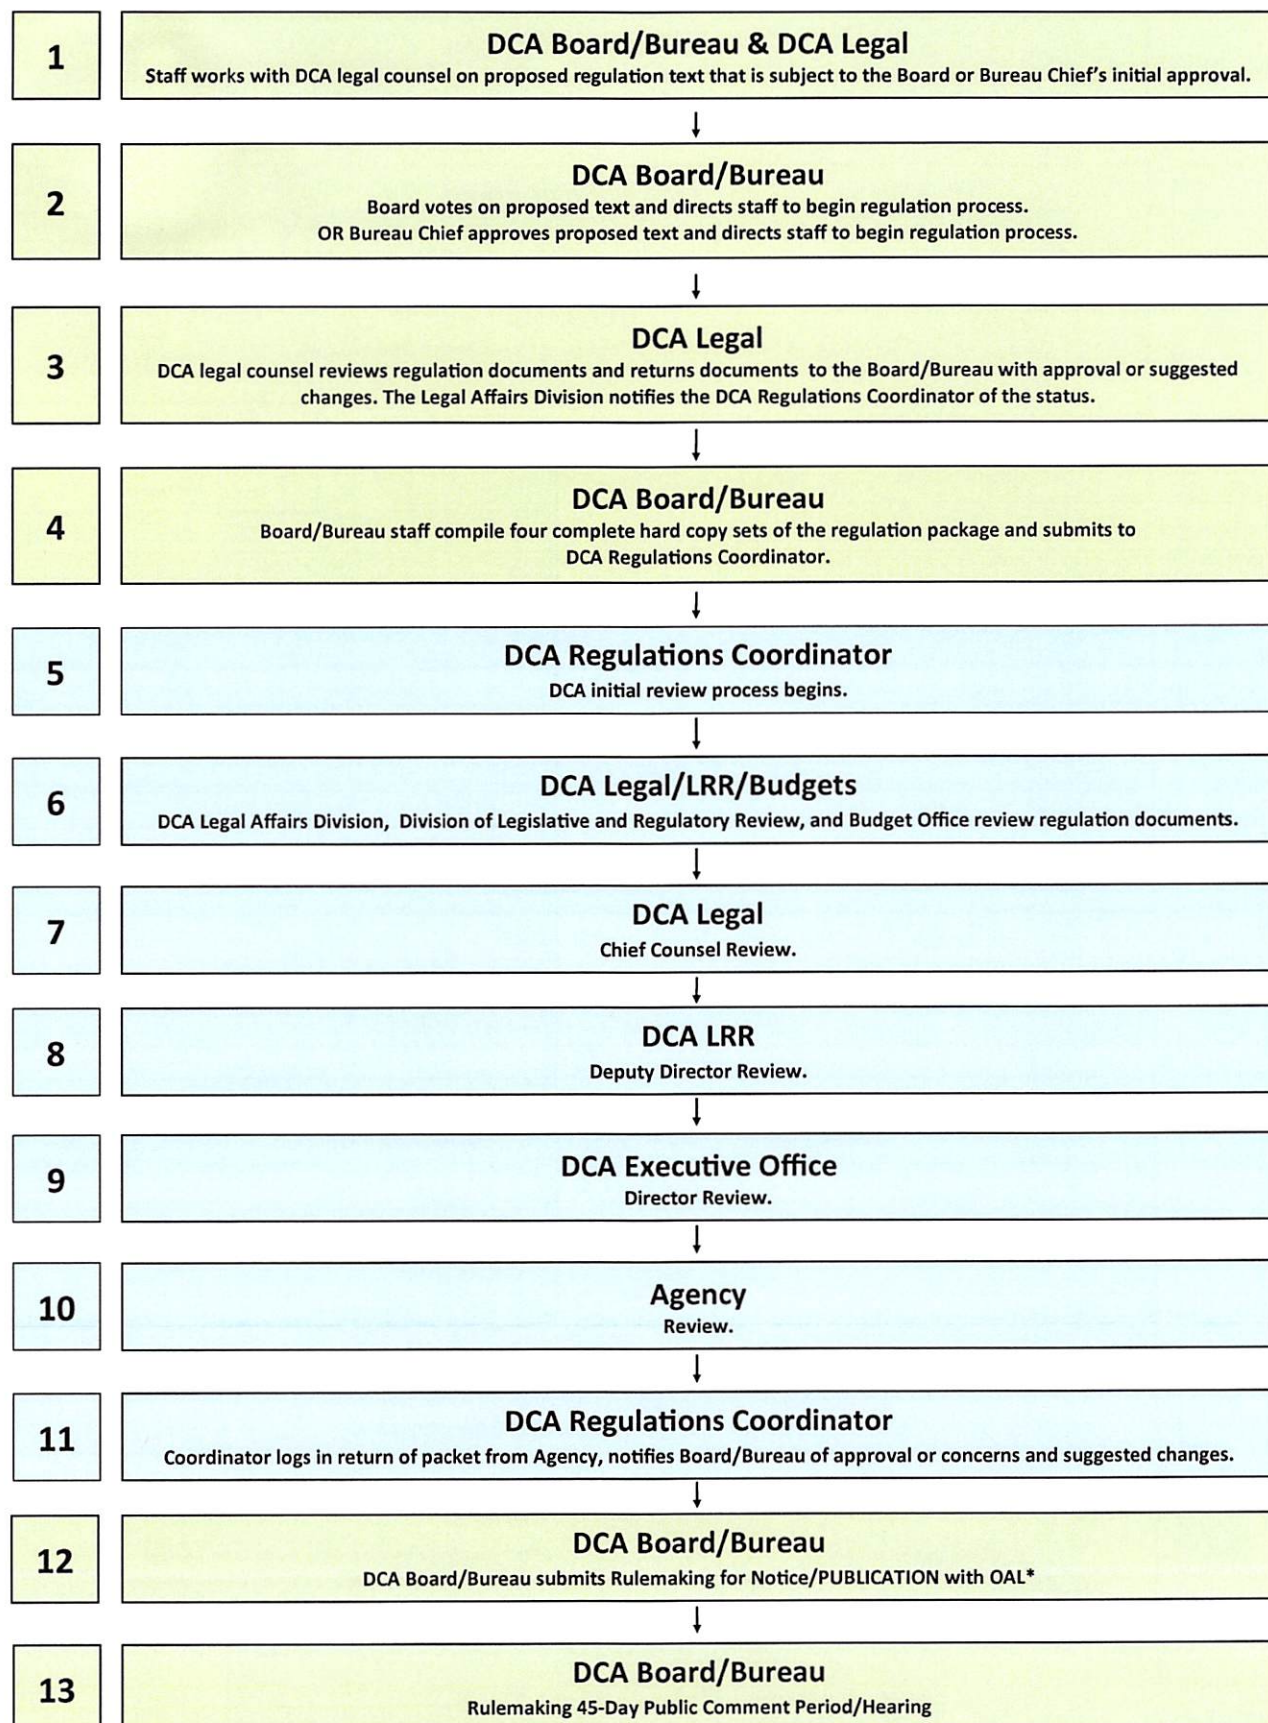 1
DCA Board/Bureau & DCA Legal
Staff works with DCA legal counsel on proposed regulation text that is subject to the Board or Bureau Chief's initial approval.
↓
2
DCA Board/Bureau
Board votes on proposed text and directs staff to begin regulation process.
OR Bureau Chief approves proposed text and directs staff to begin regulation process.
↓
3
DCA Legal
DCA legal counsel reviews regulation documents and returns documents to the Board/Bureau with approval or suggested
changes. The Legal Affairs Division notifies the DCA Regulations Coordinator of the status.
↓
4
DCA Board/Bureau
Board/Bureau staff compile four complete hard copy sets of the regulation package and submits to
DCA Regulations Coordinator.
↓
5
DCA Regulations Coordinator
DCA initial review process begins.
↓
6
DCA Legal/LRR/Budgets
DCA Legal Affairs Division, Division of Legislative and Regulatory Review, and Budget Office review regulation documents.
↓
7
DCA Legal
Chief Counsel Review.
↓
8
DCA LRR
Deputy Director Review.
↓
9
DCA Executive Office
Director Review.
↓
10
Agency
Review.
↓
11
DCA Regulations Coordinator
Coordinator logs in return of packet from Agency, notifies Board/Bureau of approval or concerns and suggested changes.
↓
12
DCA Board/Bureau
DCA Board/Bureau submits Rulemaking for Notice/PUBLICATION with OAL*
↓
13
DCA Board/Bureau
Rulemaking 45-Day Public Comment Period/Hearing